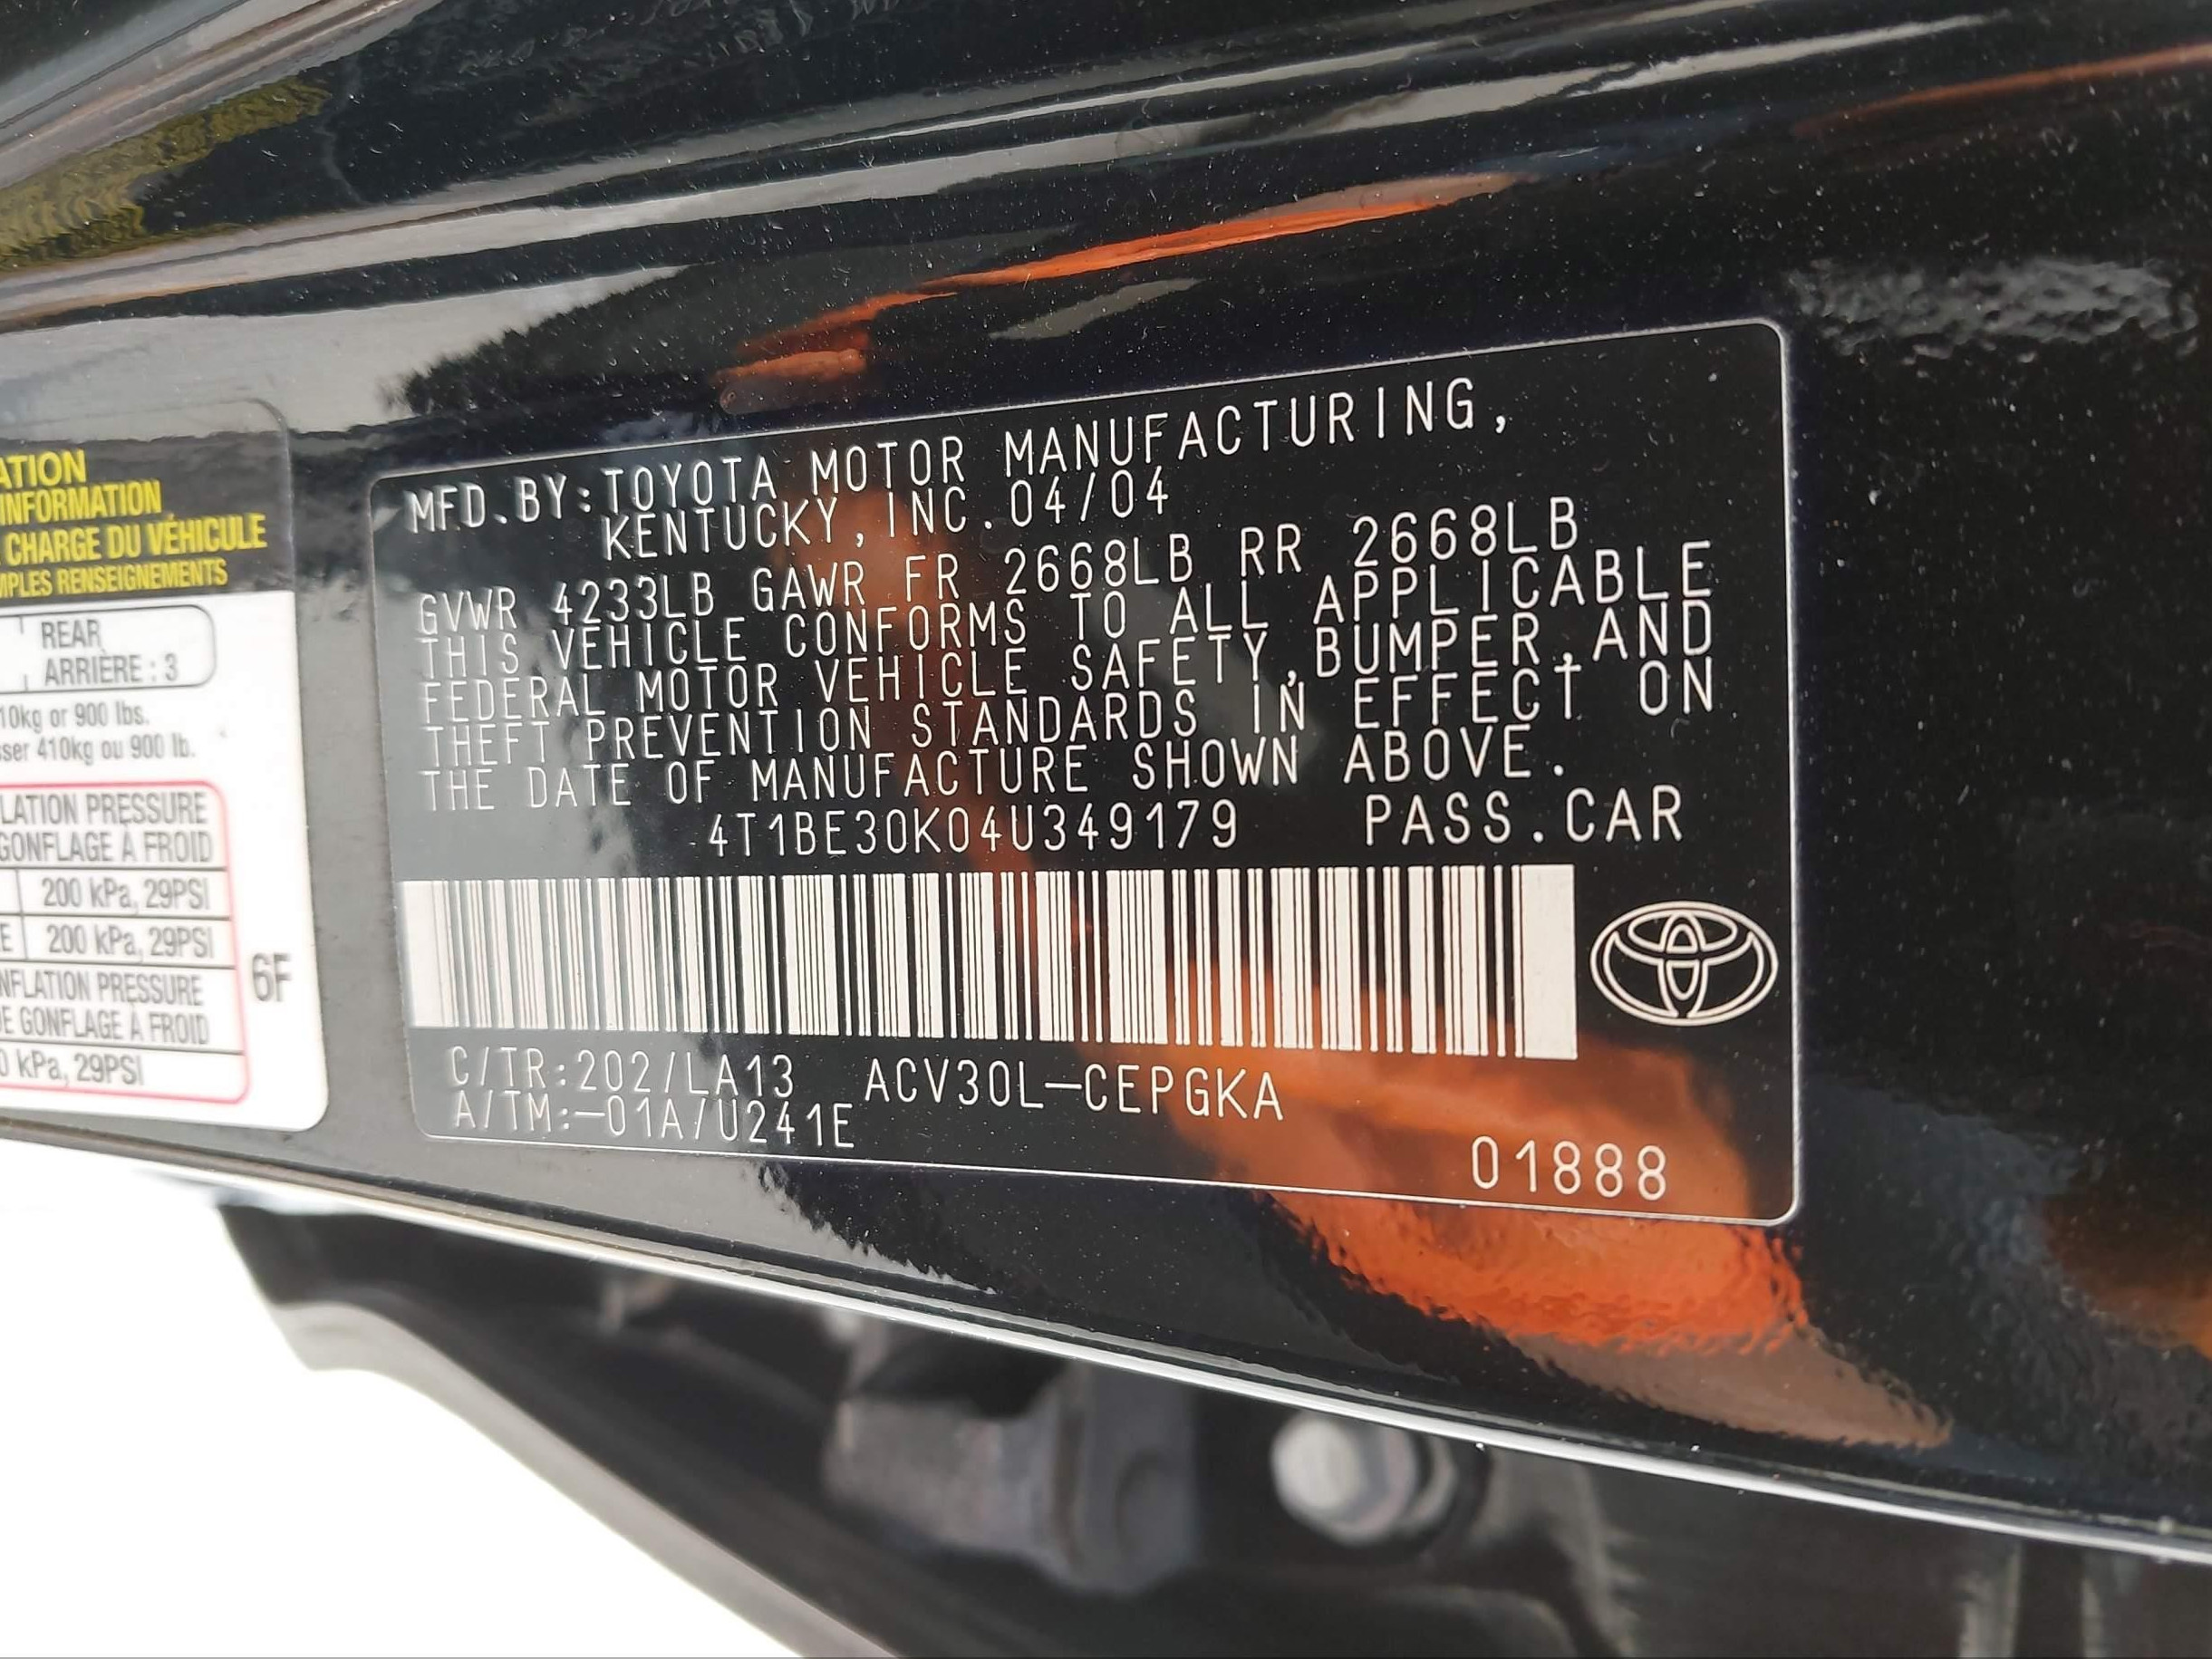 ATION
INFORMATION
CHARGE DU VÉHICULE
MPLES RENSEIGNEMENTS
REAR
ARRIÈRE : 3
10kg or 900 lbs.
sser 410kg ou 900 lb.
LATION PRESSURE
GONFLAGE À FROID
200 kPa, 29PSI
E 200 kPa, 29PSI
NFLATION PRESSURE
DE GONFLAGE À FROID
0 kPa, 29PSI
6F
MFD.BY:TOYOTA MOTOR MANUFACTURING,
KENTUCKY,INC.04/04
GVWR 4233LB GAWR FR 2668LB RR 2668LB
THIS VEHICLE CONFORMS TO ALL APPLICABLE
FEDERAL MOTOR VEHICLE SAFETY,BUMPER,AND
THEFT PREVENTION STANDARDS IN EFFECT ON
THE DATE OF MANUFACTURE SHOWN ABOVE.
4T1BE30K04U349179 PASS.CAR
C/TR:202/LA13 ACV30L-CEPGKA
A/TM:-01A/U241E
01888